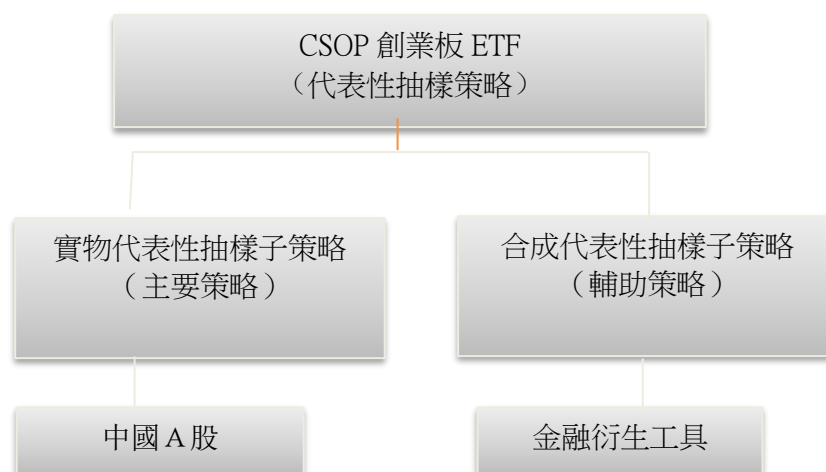 CSOP 創業板 ETF
（代表性抽樣策略）
實物代表性抽樣子策略
（主要策略）
合成代表性抽樣子策略
（輔助策略）
中國 A 股
金融衍生工具